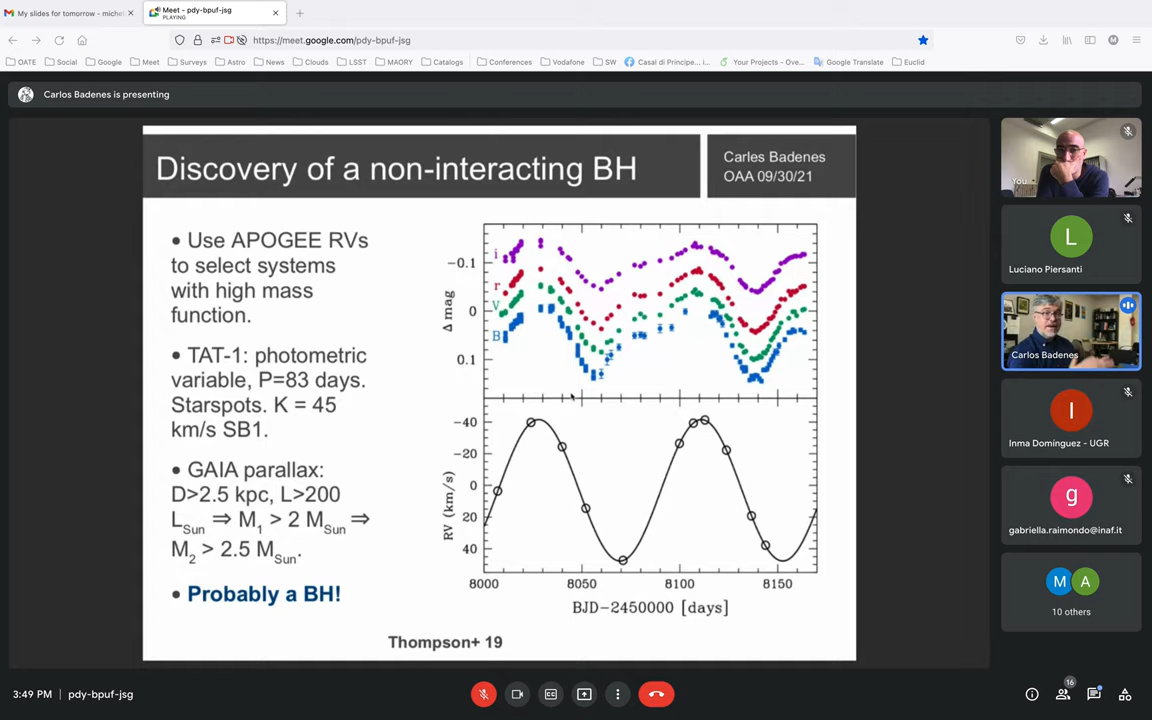 My slides for tomorrow - michel
Meet - pdy-bpuf-jsg
PLAYING
https://meet.google.com/pdy-bpuf-jsg
OATE
Social
Google
Meet
Surveys
Astro
News
Clouds
LSST
MAORY
Catalogs
Conferences
Vodafone
SW
Casal di Principe... i...
Your Projects - Ove...
Google Translate
Euclid
M
Carlos Badenes is presenting
Discovery of a non-interacting BH
Carles Badenes
OAA 09/30/21
• Use APOGEE RVs
to select systems
with high mass
function.
• TAT-1: photometric
variable, P=83 days.
Starspots. K = 45
km/s SB1.
• GAIA parallax:
D>2.5 kpc, L>200
LSun ⇒ M1 > 2 MSun ⇒
M2 > 2.5 MSun.
• Probably a BH!
i
r
V
B
-0.1
0
0.1
Δ mag
-40
-20
0
20
40
RV (km/s)
8000 8050 8100 8150
BJD-2450000 [days]
Thompson+ 19
You
L
Luciano Piersanti
Carlos Badenes
I
Inma Dominguez - UGR
g
gabriella.raimondo@inaf.it
M A
10 others
3:49 PM | pdy-bpuf-jsg
CC
16